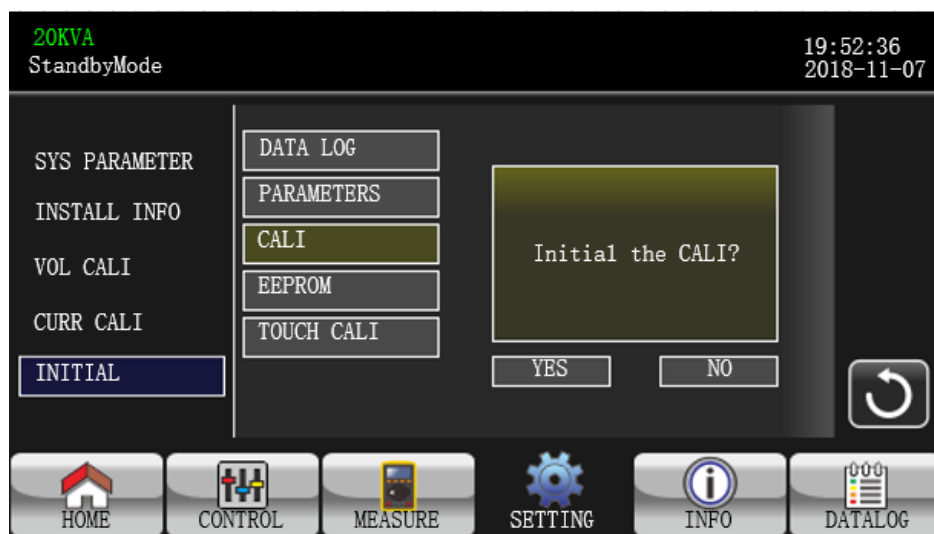 20KVA
StandbyMode
19:52:36
2018-11-07
SYS PARAMETER
INSTALL INFO
VOL CALI
CURR CALI
INITIAL
DATA LOG
PARAMETERS
CALI
EEPROM
TOUCH CALI
Initial the CALI?
YES
NO
HOME
CONTROL
MEASURE
SETTING
INFO
DATALOG